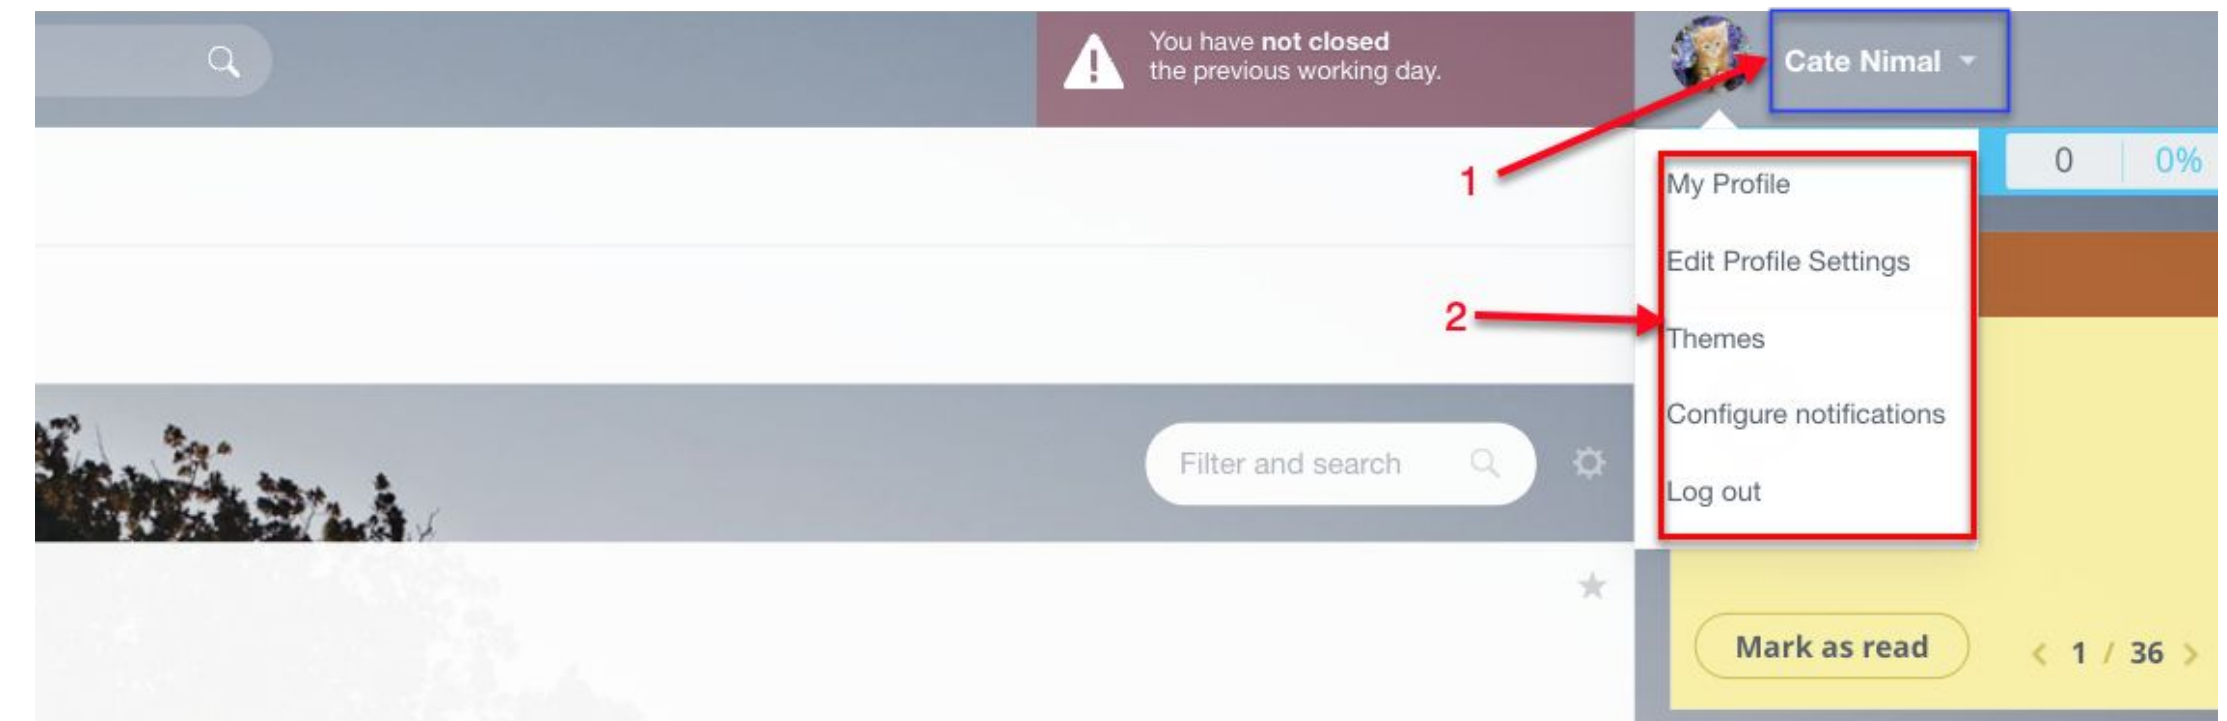 You have not closed
the previous working day.
Cate Nimal
1
My Profile
0 0%
Edit Profile Settings
2
Themes
Configure notifications
Filter and search
Log out
Mark as read
< 1 / 36 >